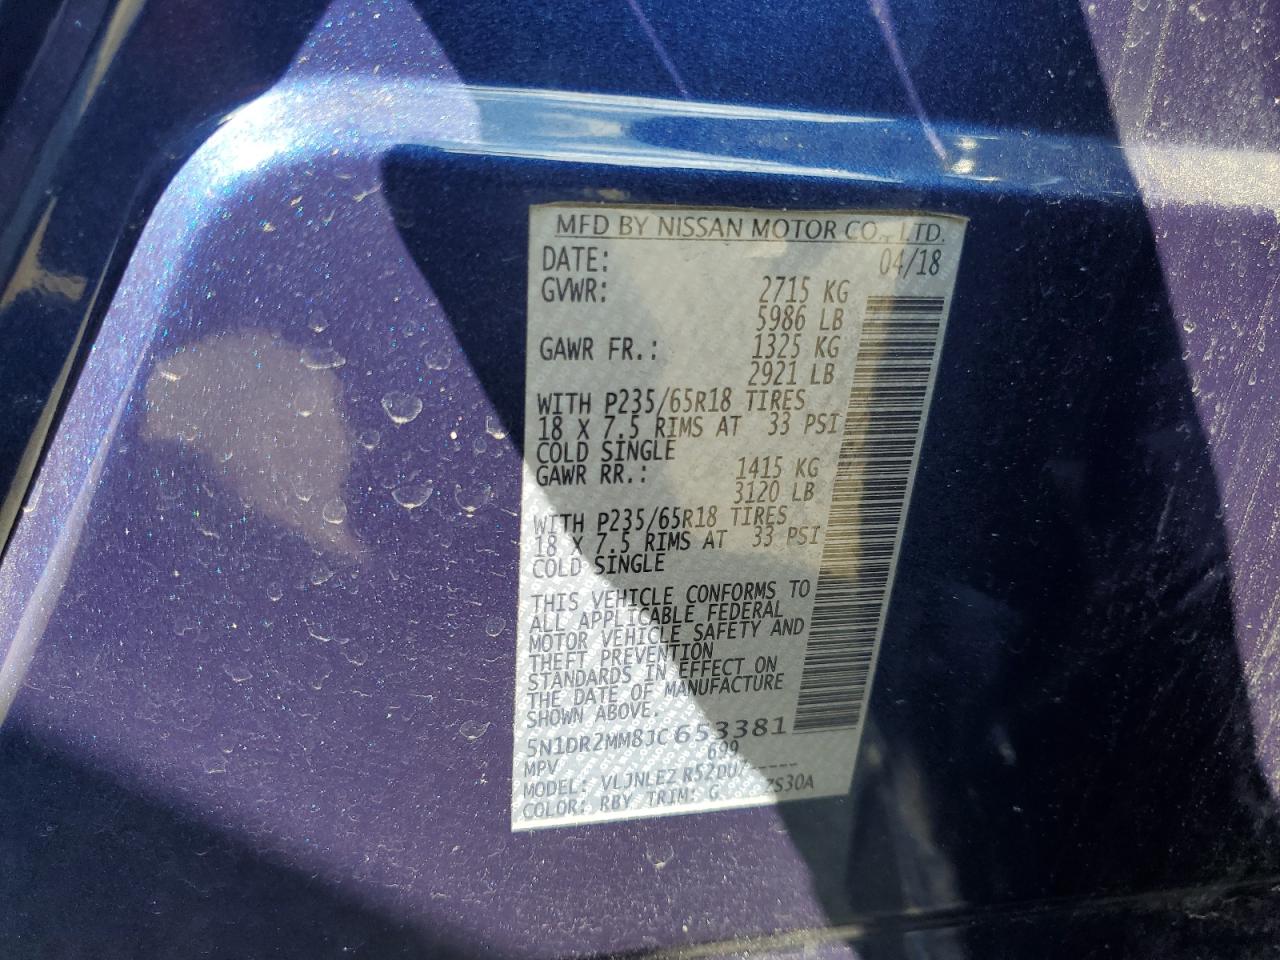 MFD BY NISSAN MOTOR CO., LTD.
DATE: 04/18
GVWR: 2715 KG
5986 LB
GAWR FR.: 1325 KG
2921 LB
WITH P235/65R18 TIRES
18 X 7.5 RIMS AT 33 PSI
COLD SINGLE
GAWR RR.: 1415 KG
3120 LB
WITH P235/65R18 TIRES
18 X 7.5 RIMS AT 33 PSI
COLD SINGLE
THIS VEHICLE CONFORMS TO
ALL APPLICABLE FEDERAL
MOTOR VEHICLE SAFETY AND
THEFT PREVENTION
STANDARDS IN EFFECT ON
THE DATE OF MANUFACTURE
SHOWN ABOVE.
5N1DR2MM8JC653381
MPV 699
MODEL: VLJNLEZ
COLOR: RBY TRIM: G